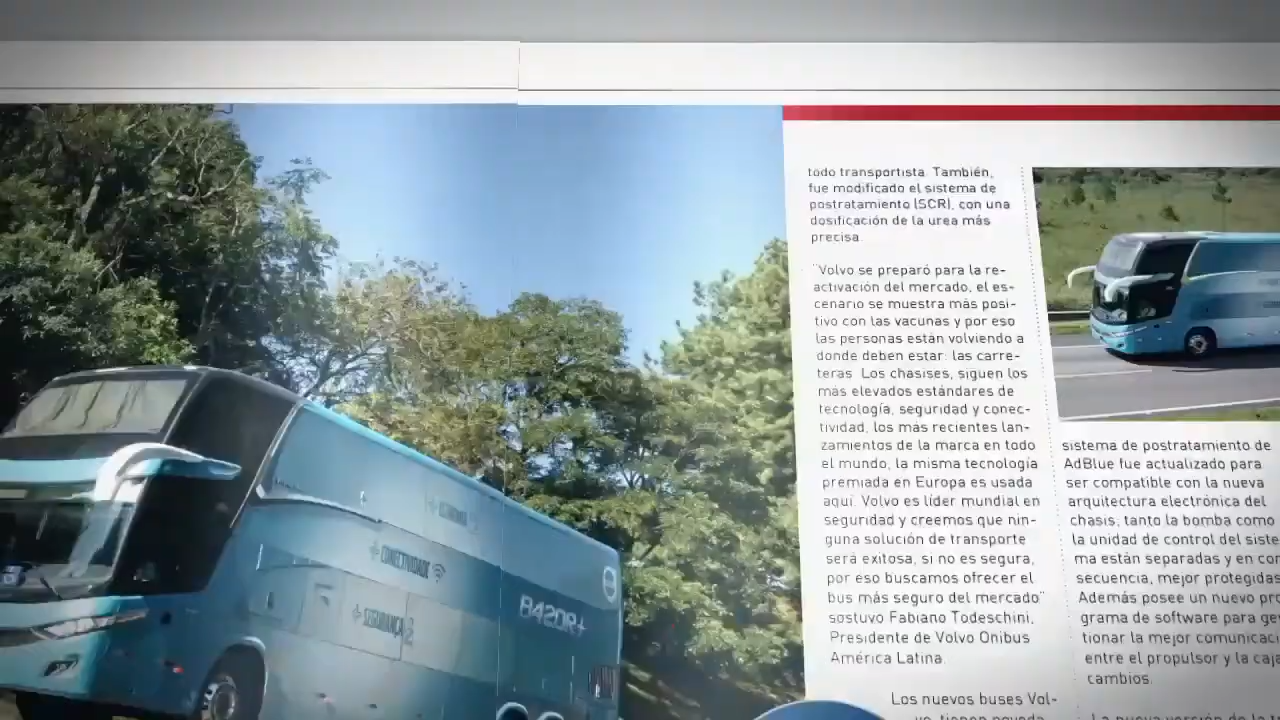 todo transportista. También,
fue modificado el sistema de
postratamiento (SCR), con una
dosificación de la urea más
precisa.
"Volvo se preparó para la re-
activación del mercado, el es-
cenario se muestra más posi-
tivo con las vacunas y por eso
las personas están volviendo a
donde deben estar: las carre-
teras. Los chasises, siguen los
más elevados estándares de
tecnología, seguridad y conec-
tividad, los más recientes lan-
zamientos de la marca en todo
el mundo, la misma tecnología
premiada en Europa es usada
aquí. Volvo es líder mundial en
seguridad y creemos que nin-
guna solución de transporte
será exitosa, si no es segura,
por eso buscamos ofrecer el
bus más seguro del mercado"
sostuvo Fabiano Todeschini,
Presidente de Volvo Onibus
América Latina.
Los nuevos buses Vol-
sistema de postratamiento de
AdBlue fue actualizado para
ser compatible con la nueva
arquitectura electrónica del
chasis, tanto la bomba como
la unidad de control del siste
ma están separadas y en con
secuencia, mejor protegidas
Además posee un nuevo pro
grama de software para ge
tionar la mejor comunicac
entre el propulsor y la caja
cambios.
La nueva versión de la
+ECONOMIA
+CONECTIVIDADE
+SEGURANÇA
B420R+